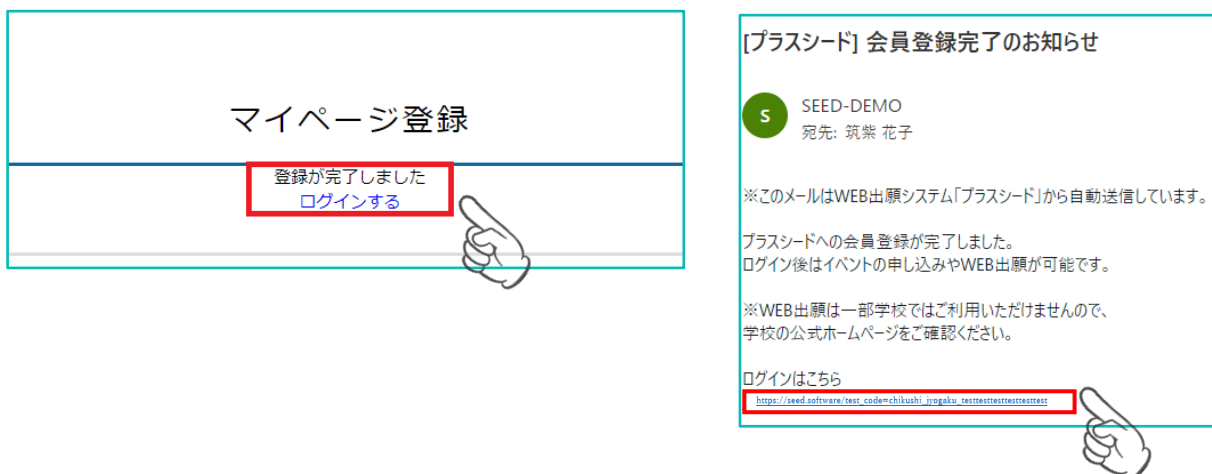 マイページ登録
登録が完了しました
ログインする
[プラスシード] 会員登録完了のお知らせ
S
SEED-DEMO
宛先: 筑紫 花子
※このメールはWEB出願システム「プラスシード」から自動送信しています。
プラスシードへの会員登録が完了しました。
ログイン後はイベントの申し込みやWEB出願が可能です。
※WEB出願は一部学校ではご利用いただけませんので、
学校の公式ホームページをご確認ください。
ログインはこちら
https://seed.software/test_code=chikushi_jyogaku_testtesttesttesttesttest